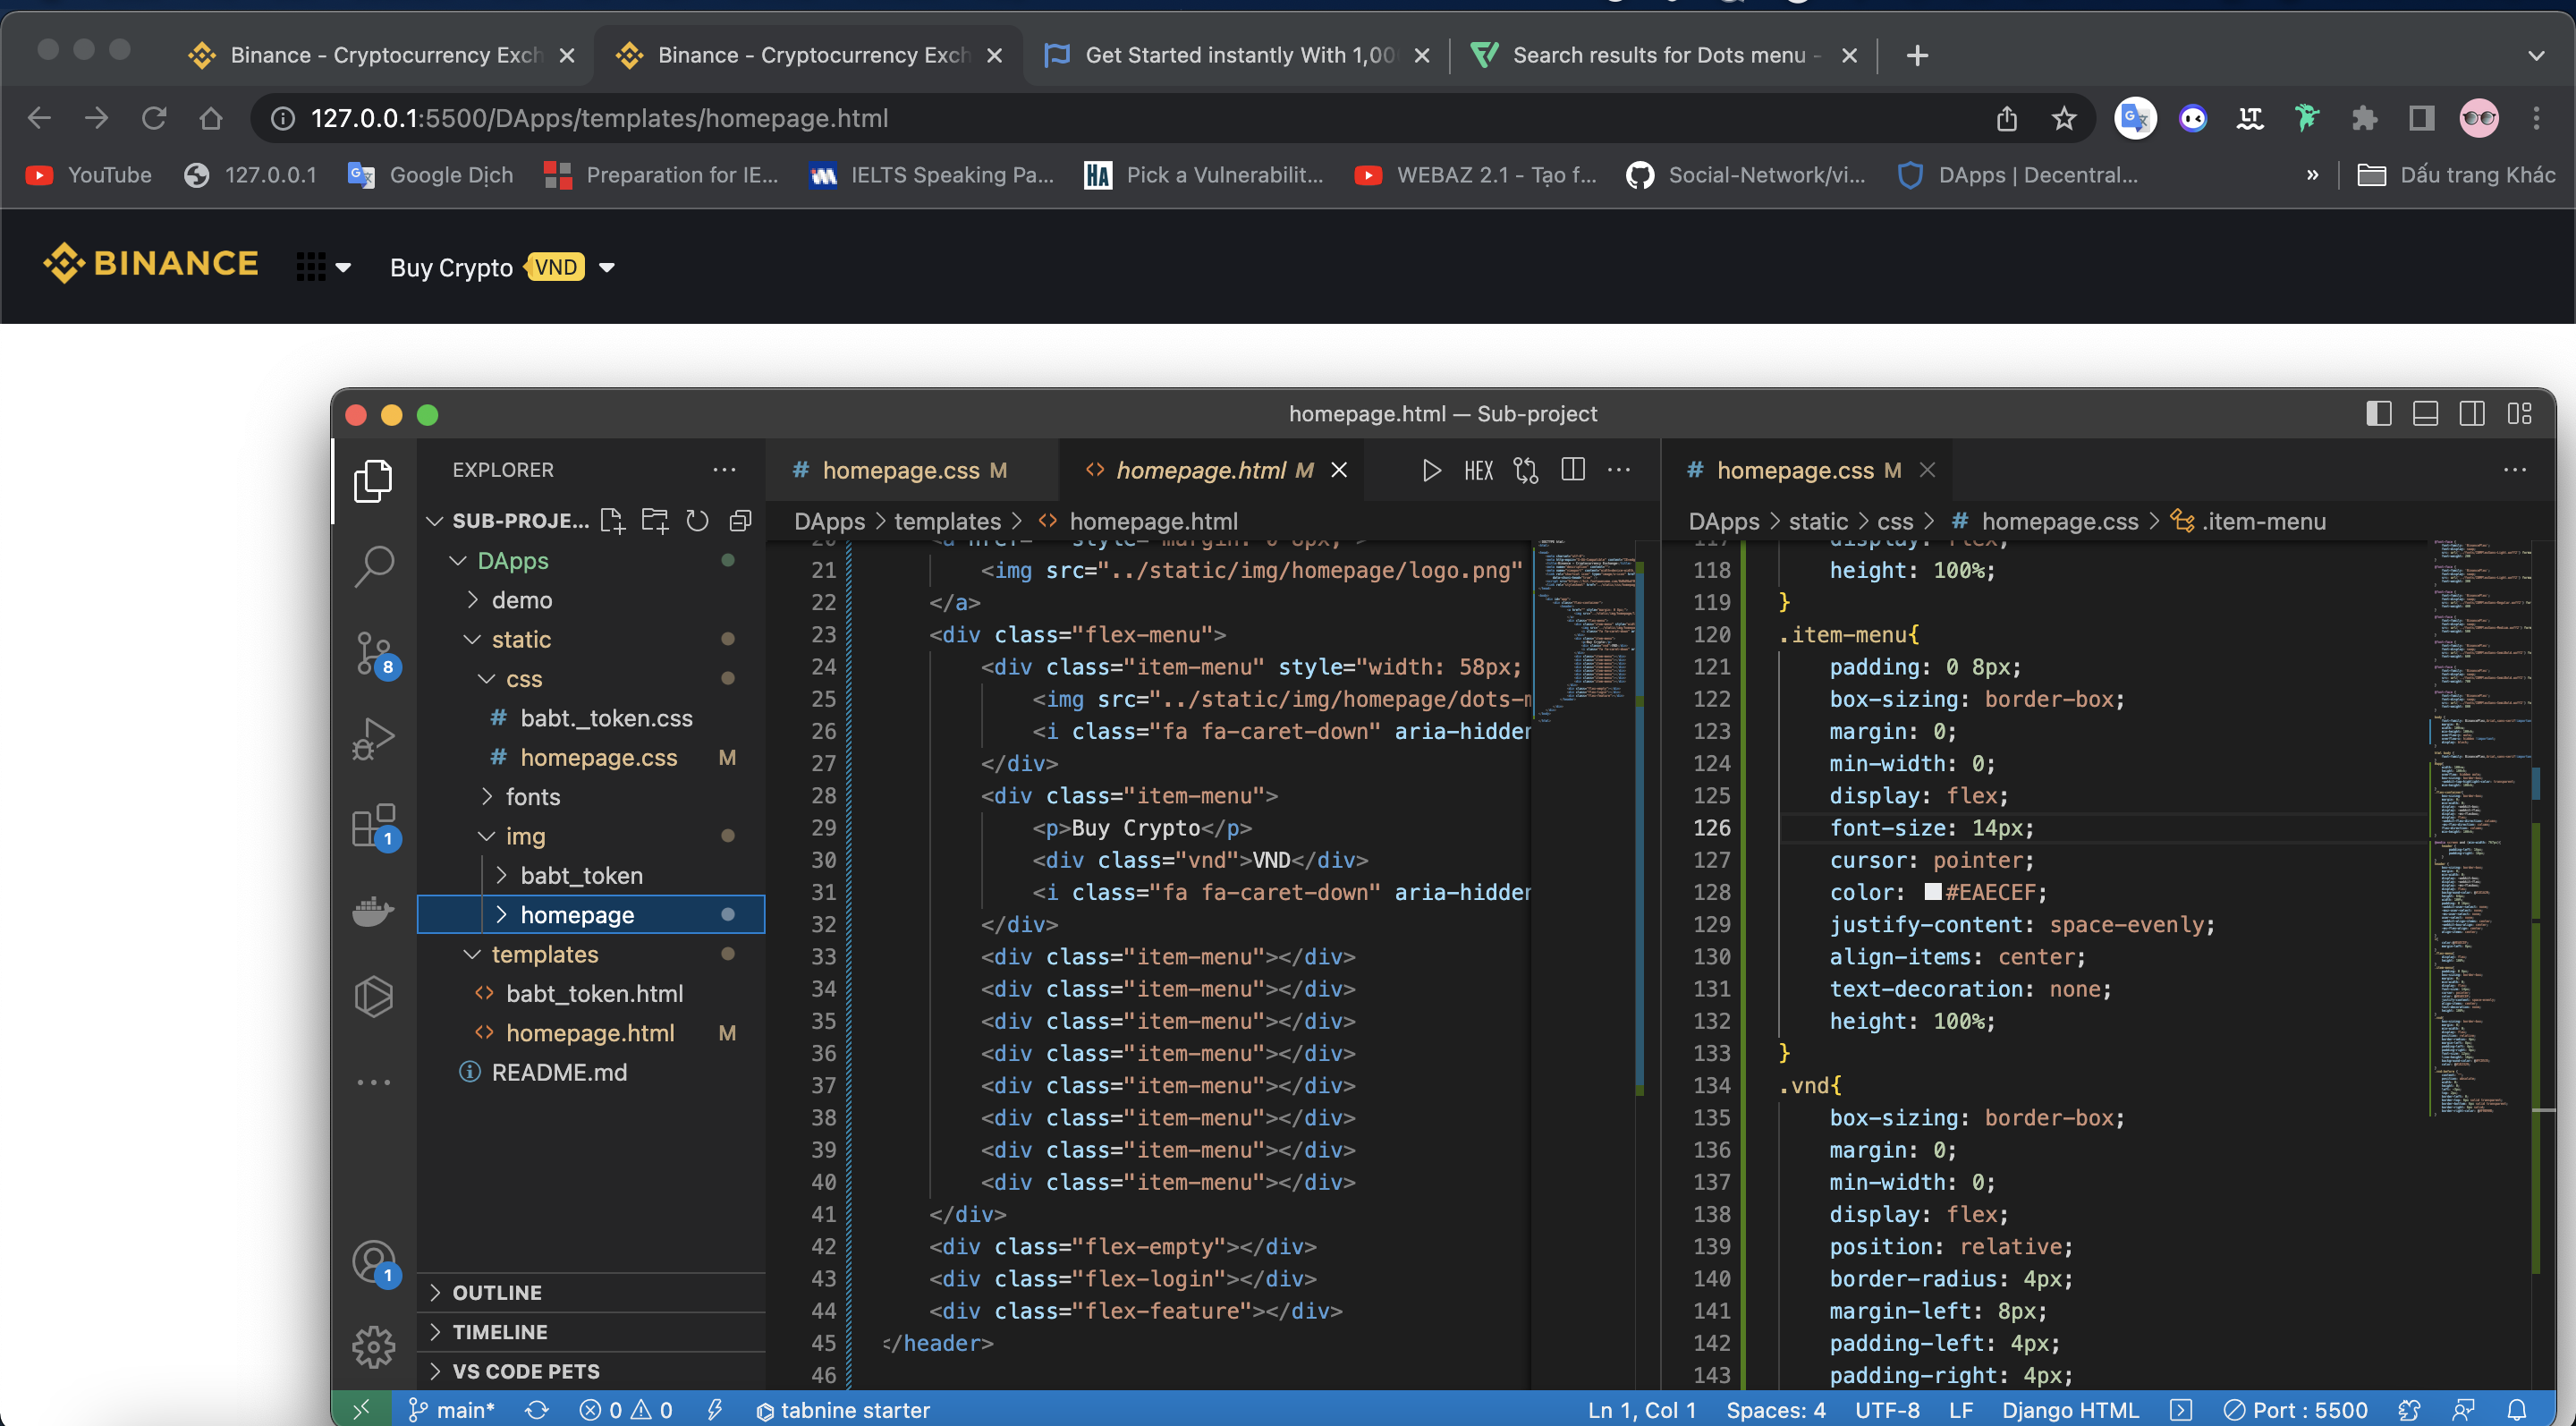 Binance - Cryptocurrency Exch
Binance - Cryptocurrency Exch
Get Started instantly With 1,00
Search results for Dots menu -
127.0.0.1:5500/DApps/templates/homepage.html
YouTube
127.0.0.1
Google Dịch
Preparation for IE...
IELTS Speaking Pa...
HA
Pick a Vulnerabilit...
WEBAZ 2.1 - Tạo f...
Social-Network/vi...
DApps | Decentral...
»
Dấu trang Khác
BINANCE
Buy Crypto
VND
homepage.html — Sub-project
EXPLORER
SUB-PROJE...
DApps
demo
static
css
# babt._token.css
# homepage.css M
fonts
img
babt_token
homepage
templates
<> babt_token.html
<> homepage.html M
README.md
OUTLINE
TIMELINE
VS CODE PETS
8
1
1
# homepage.css M
<> homepage.html M
HEX
DApps > templates > <> homepage.html
21 <img src="../static/img/homepage/logo.png"
22 </a>
23 <div class="flex-menu">
24 <div class="item-menu" style="width: 58px;
25 <img src="../static/img/homepage/dots-m
26 <i class="fa fa-caret-down" aria-hidden
27 </div>
28 <div class="item-menu">
29 <p>Buy Crypto</p>
30 <div class="vnd">VND</div>
31 <i class="fa fa-caret-down" aria-hidden
32 </div>
33 <div class="item-menu"></div>
34 <div class="item-menu"></div>
35 <div class="item-menu"></div>
36 <div class="item-menu"></div>
37 <div class="item-menu"></div>
38 <div class="item-menu"></div>
39 <div class="item-menu"></div>
40 <div class="item-menu"></div>
41 </div>
42 <div class="flex-empty"></div>
43 <div class="flex-login"></div>
44 <div class="flex-feature"></div>
45 </header>
46
# homepage.css M
DApps > static > css > # homepage.css > .item-menu
117 display: flex;
118 height: 100%;
119 }
120 .item-menu{
121 padding: 0 8px;
122 box-sizing: border-box;
123 margin: 0;
124 min-width: 0;
125 display: flex;
126 font-size: 14px;
127 cursor: pointer;
128 color: #EAECEF;
129 justify-content: space-evenly;
130 align-items: center;
131 text-decoration: none;
132 height: 100%;
133 }
134 .vnd{
135 box-sizing: border-box;
136 margin: 0;
137 min-width: 0;
138 display: flex;
139 position: relative;
140 border-radius: 4px;
141 margin-left: 8px;
142 padding-left: 4px;
143 padding-right: 4px;
main*
0
0
tabnine starter
Ln 1, Col 1
Spaces: 4
UTF-8
LF
Django HTML
Port : 5500